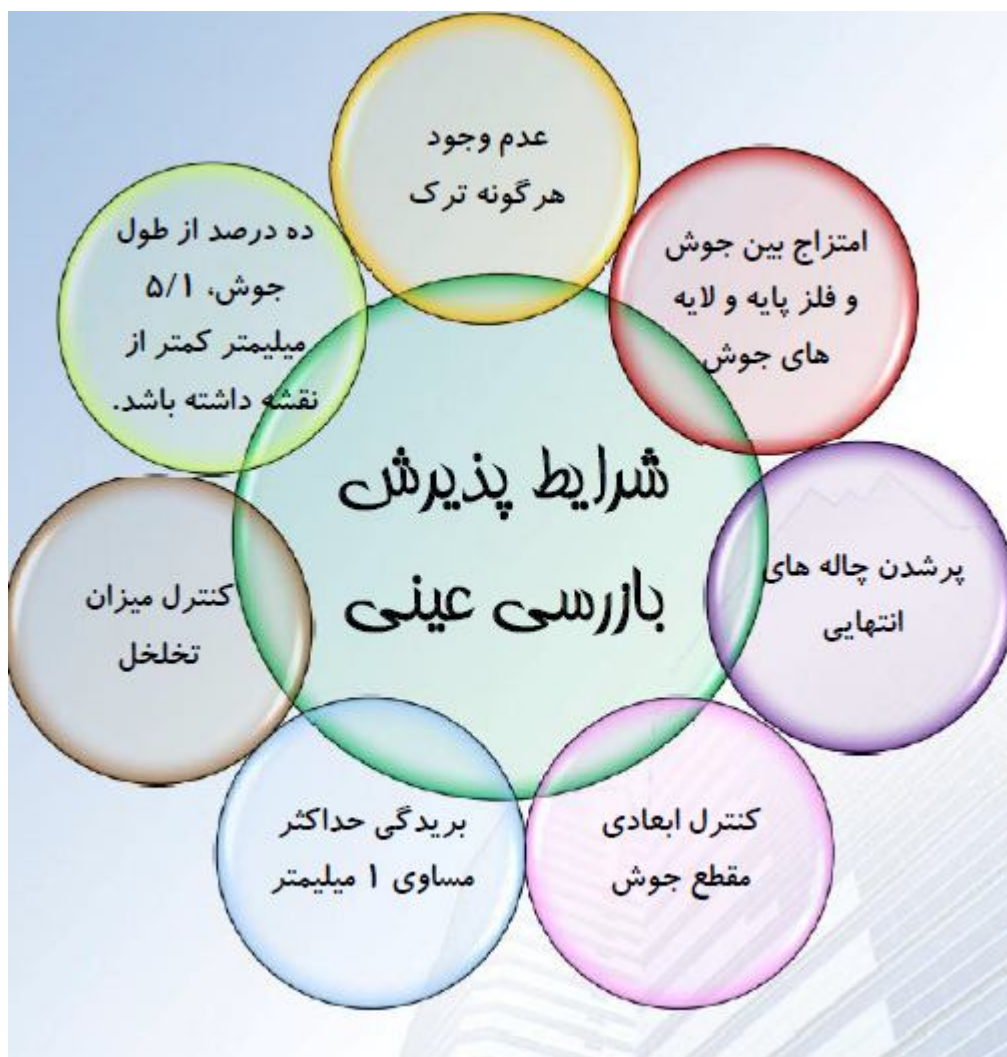 عدم وجود
هرگونه ترک
امتزاج بین جوش
و فلز پایه و لایه
های جوش
پرشدن چاله های
انتهایی
کنترل ابعادی
مقطع جوش
بریدگی حداکثر
مساوی ۱ میلیمتر
کنترل میزان
تخلخل
ده درصد از طول
جوش، ۵/۱
میلیمتر کمتر از
نقشه داشته باشد.
شرایط پذیرش
بازرسی عینی